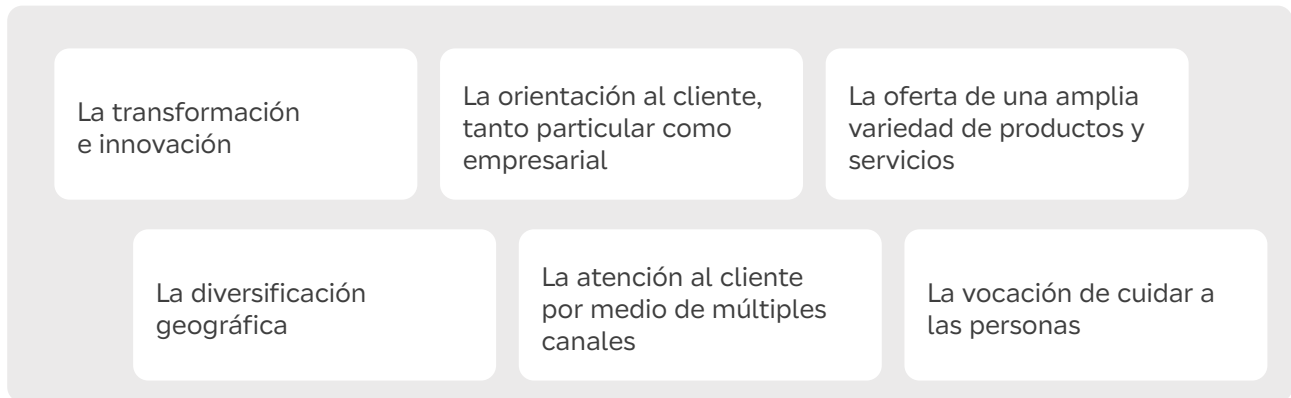 La transformación
e innovación
La orientación al cliente,
tanto particular como
empresarial
La oferta de una amplia
variedad de productos y
servicios
La diversificación
geográfica
La atención al cliente
por medio de múltiples
canales
La vocación de cuidar a
las personas